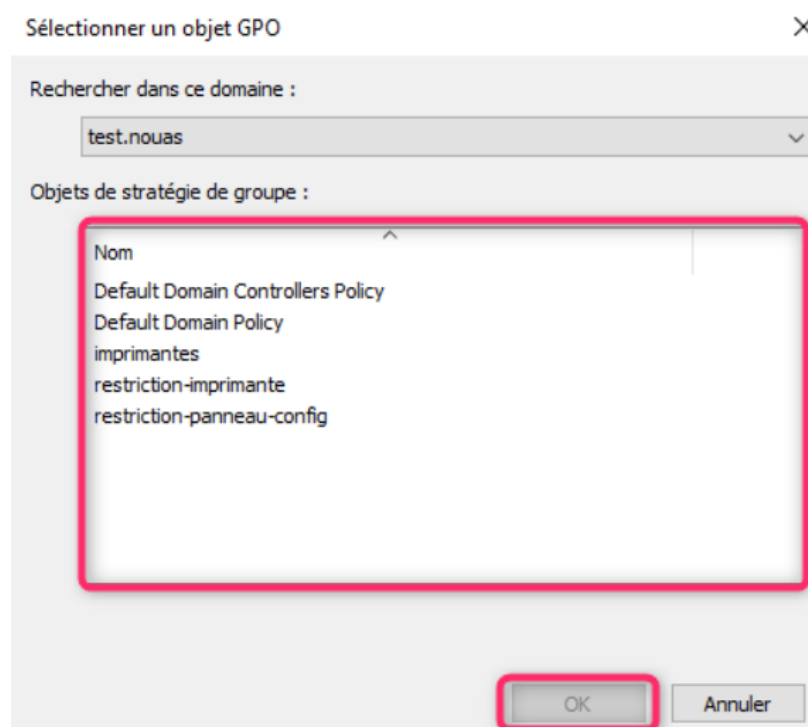 Sélectionner un objet GPO
Rechercher dans ce domaine :
test.nouas
Objets de stratégie de groupe :
Nom
Default Domain Controllers Policy
Default Domain Policy
imprimantes
restriction-imprimante
restriction-panneau-config
OK
Annuler